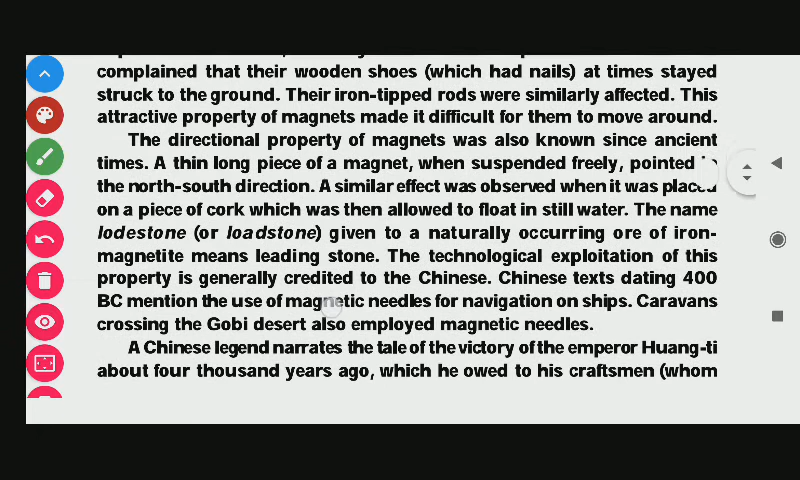 complained that their wooden shoes (which had nails) at times stayed
struck to the ground. Their iron-tipped rods were similarly affected. This
attractive property of magnets made it difficult for them to move around.
The directional property of magnets was also known since ancient
times. A thin long piece of a magnet, when suspended freely, pointed
the north-south direction. A similar effect was observed when it was placed
on a piece of cork which was then allowed to float in still water. The name
lodestone (or loadstone) given to a naturally occurring ore of iron-
magnetite means leading stone. The technological exploitation of this
property is generally credited to the Chinese. Chinese texts dating 400
BC mention the use of magnetic needles for navigation on ships. Caravans
crossing the Gobi desert also employed magnetic needles.
A Chinese legend narrates the tale of the victory of the emperor Huang-ti
about four thousand years ago, which he owed to his craftsmen (whom